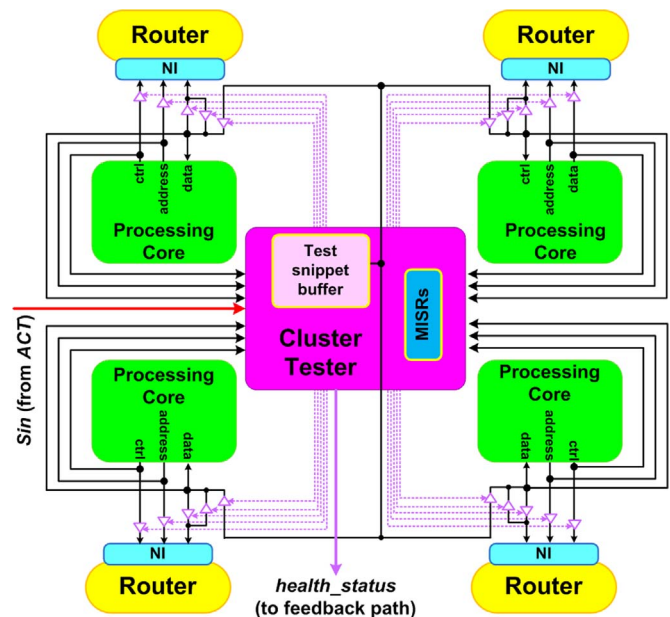 Router
NI
ctrl
address
data
Processing
Core
Router
NI
ctrl
address
data
Processing
Core
Test
snippet
buffer
MISRs
Cluster
Tester
Sin (from ACT)
Processing
Core
ctrl
address
data
NI
Router
Processing
Core
data
address
ctrl
NI
Router
health_status
(to feedback path)